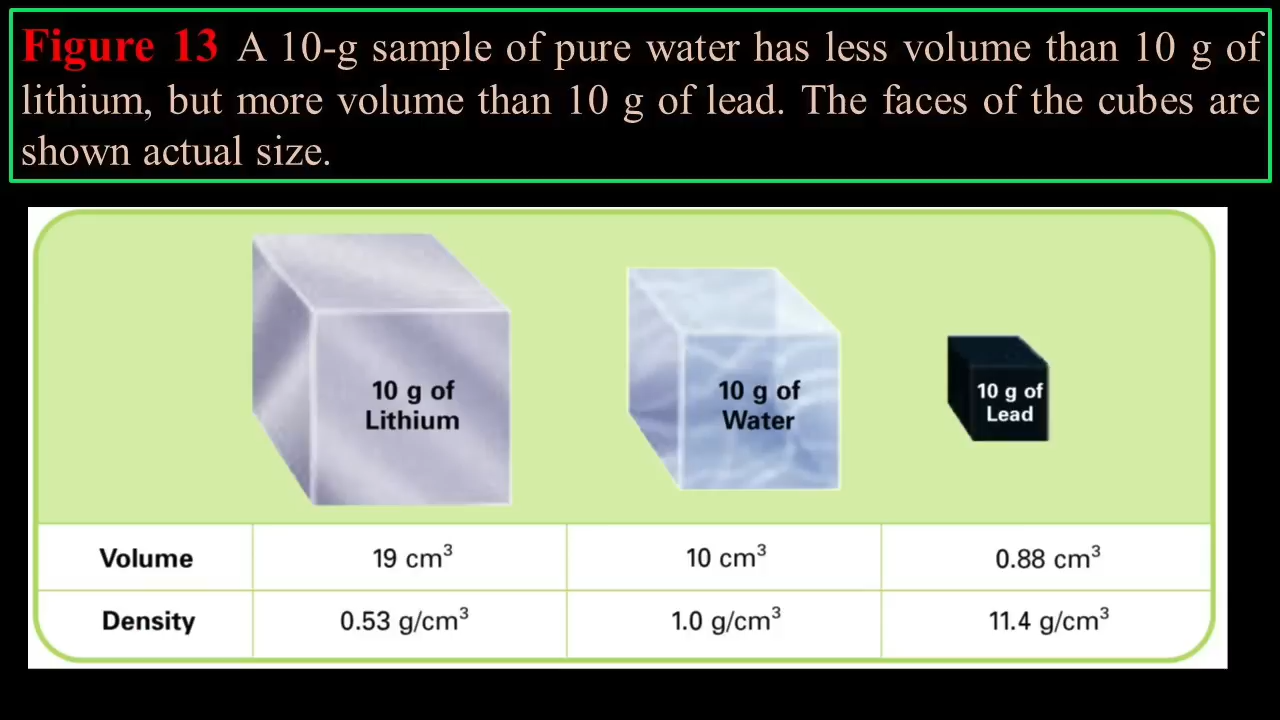 Figure 13 A 10-g sample of pure water has less volume than 10 g of
lithium, but more volume than 10 g of lead. The faces of the cubes are
shown actual size.
10 g of
Lithium
10 g of
Water
10 g of
Lead
Volume 19 cm³ 10 cm³ 0.88 cm³
Density 0.53 g/cm³ 1.0 g/cm³ 11.4 g/cm³